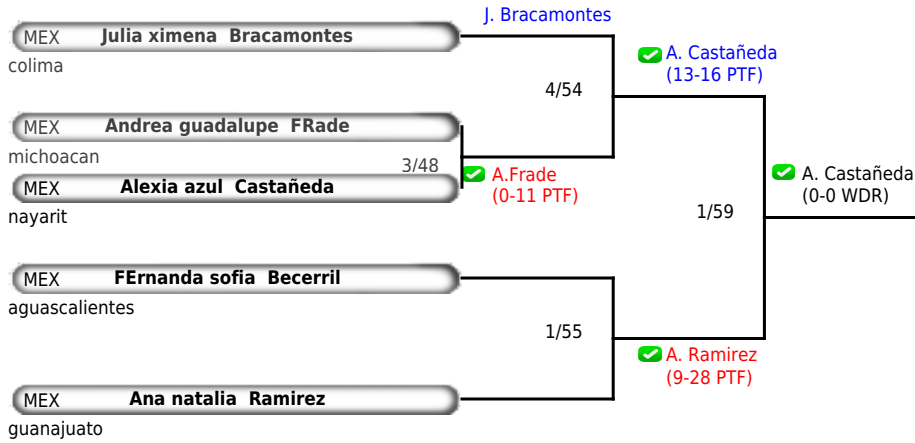 J. Bracamontes
MEX Julia ximena Bracamontes
colima
A. Castañeda
(13-16 PTF)
4/54
MEX Andrea guadalupe FRade
michoacan
3/48
A.Frade
(0-11 PTF)
MEX Alexia azul Castañeda
nayarit
A. Castañeda
(0-0 WDR)
1/59
MEX FErnanda sofia Becerril
aguascalientes
1/55
A. Ramirez
(9-28 PTF)
MEX Ana natalia Ramirez
guanajuato